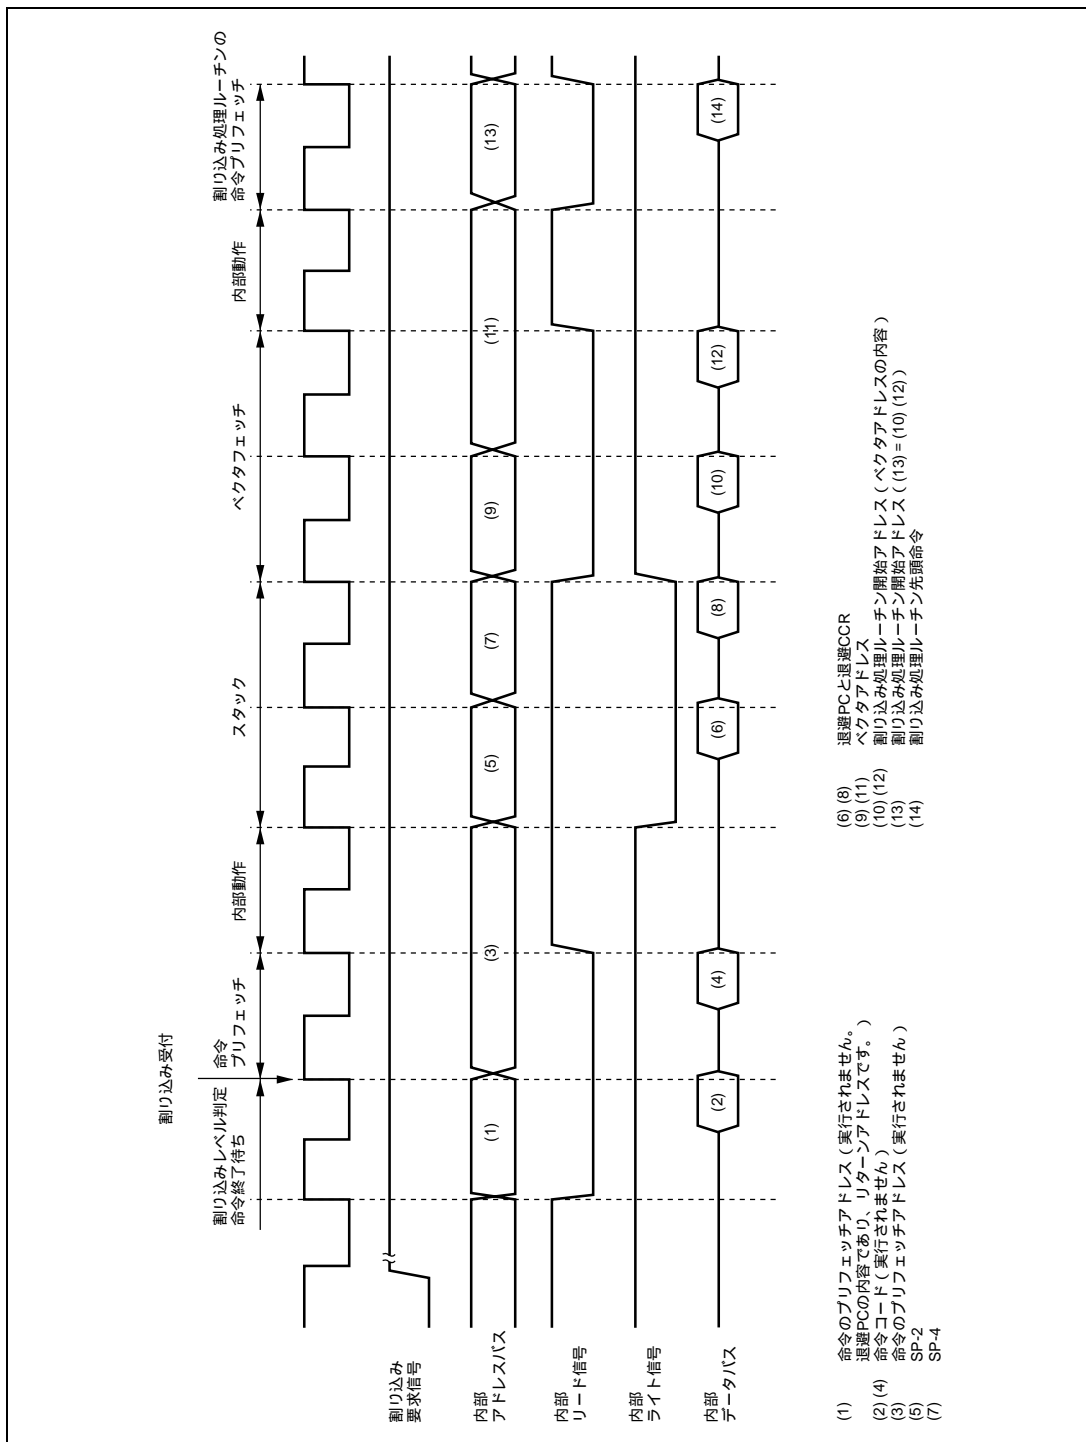 割り込み受付
割り込みレベル判定
命令終了待ち
命令
プリフェッチ
内部動作
スタック
ベクタフェッチ
内部動作
割り込み処理ルーチンの
命令プリフェッチ
割り込み
要求信号
内部
アドレスバス
(1)
(3)
(5)
(7)
(9)
(11)
(13)
内部
リード信号
内部
ライト信号
内部
データバス
(2)
(4)
(6)
(8)
(10)
(12)
(14)
(1) 命令のプリフェッチアドレス（実行されません。
退避PCの内容であり、リターンアドレスです。）
(2) (4) 命令コード（実行されません）
(3) 命令のプリフェッチアドレス（実行されません）
(5) SP-2
(7) SP-4
(6) (8) 退避PCと退避CCR
(9) (11) ベクタアドレス
(10) (12) 割り込み処理ルーチン開始アドレス（ベクタアドレスの内容）
(13) 割り込み処理ルーチン開始アドレス（(13) = (10) (12)）
(14) 割り込み処理ルーチン先頭命令